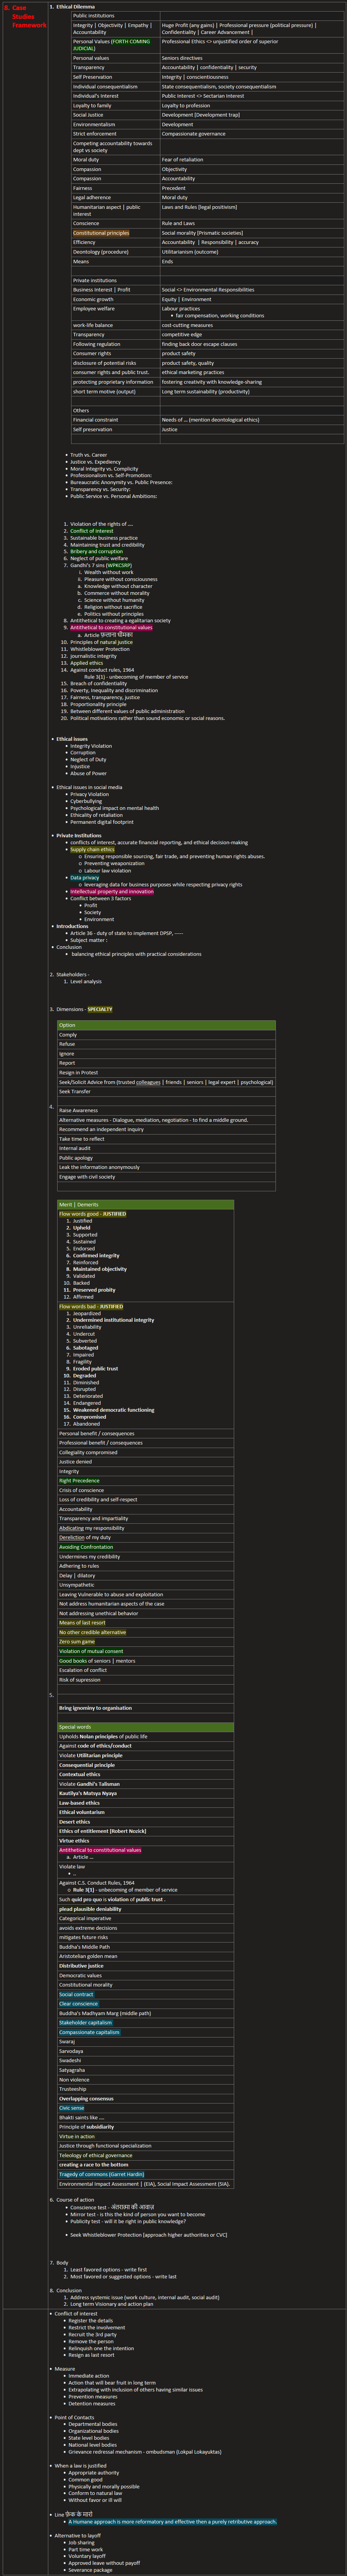 8. Case Studies Framework
1. Ethical Dilemma
Public institutions
Integrity | Objectivity | Empathy | Accountability
Huge Profit (any gains) | Professional pressure (political pressure) | Confidentiality | Career Advancement |
Personal Values (FORTH COMING JUDICIAL)
Professional Ethics <> unjustified order of superior
Personal values
Seniors directives
Transparency
Accountability | confidentiality | security
Self Preservation
Integrity | conscientiousness
Individual consequentialism
State consequentialism, society consequentialism
Individual's Interest
Public Interest <> Sectarian Interest
Loyalty to family
Loyalty to profession
Social Justice
Development [Development trap]
Environmentalism
Development
Strict enforcement
Compassionate governance
Competing accountability towards dept vs society
Moral duty
Fear of retaliation
Compassion
Objectivity
Compassion
Accountability
Fairness
Precedent
Legal adherence
Moral duty
Humanitarian aspect | public interest
Laws and Rules [legal positivism]
Conscience
Rule and Laws
Constitutional principles
Social morality [Prismatic societies]
Efficiency
Accountability | Responsibility | accuracy
Deontology (procedure)
Utilitarianism (outcome)
Means
Ends
Private institutions
Business Interest | Profit
Social <> Environmental Responsibilities
Economic growth
Equity | Environment
Employee welfare
Labour practices
• fair compensation, working conditions
work-life balance
cost-cutting measures
Transparency
competitive edge
Following regulation
finding back door escape clauses
Consumer rights
product safety
disclosure of potential risks
product safety, quality
consumer rights and public trust.
ethical marketing practices
protecting proprietary information
fostering creativity with knowledge-sharing
short term motive (output)
Long term sustainability (productivity)
Others
Financial constraint
Needs of ... (mention deontological ethics)
Self preservation
Justice
• Truth vs. Career
• Justice vs. Expediency
• Moral Integrity vs. Complicity
• Professionalism vs. Self-Promotion:
• Bureaucratic Anonymity vs. Public Presence:
• Transparency vs. Security:
• Public Service vs. Personal Ambitions:
1. Violation of the rights of ....
2. Conflict of Interest
3. Sustainable business practice
4. Maintaining trust and credibility
5. Bribery and corruption
6. Neglect of public welfare
7. Gandhi's 7 sins (WPKCSRP)
i. Wealth without work
ii. Pleasure without consciousness
a. Knowledge without character
b. Commerce without morality
c. Science without humanity
d. Religion without sacrifice
e. Politics without principles
8. Antithetical to creating a egalitarian society
9. Antithetical to constitutional values
a. Article फ़लाना ढीमका
10. Principles of natural justice
11. Whistleblower Protection
12. journalistic integrity
13. Applied ethics
14. Against conduct rules, 1964
Rule 3(1) - unbecoming of member of service
15. Breach of confidentiality
16. Poverty, Inequality and discrimination
17. Fairness, transparency, justice
18. Proportionality principle
19. Between different values of public administration
20. Political motivations rather than sound economic or social reasons.
• Ethical issues
• Integrity Violation
• Corruption
• Neglect of Duty
• Injustice
• Abuse of Power
• Ethical issues in social media
• Privacy Violation
• Cyberbullying
• Psychological impact on mental health
• Ethicality of retaliation
• Permanent digital footprint
• Private Institutions
• conflicts of interest, accurate financial reporting, and ethical decision-making
• Supply chain ethics
○ Ensuring responsible sourcing, fair trade, and preventing human rights abuses.
○ Preventing weaponization
○ Labour law violation
• Data privacy
○ leveraging data for business purposes while respecting privacy rights
• intellectual property and innovation
• Conflict between 3 factors
• Profit
• Society
• Environment
• Introductions
• Article 36 - duty of state to implement DPSP, -----
• Subject matter :
• Conclusion
• balancing ethical principles with practical considerations
2. Stakeholders -
1. Level analysis
3. Dimensions - SPECIALTY
4.
Option
Comply
Refuse
Ignore
Report
Resign in Protest
Seek/Solicit Advice from (trusted colleagues | friends | seniors | legal expert | psychological)
Seek Transfer
Raise Awareness
Alternative measures - Dialogue, mediation, negotiation - to find a middle ground.
Recommend an independent inquiry
Take time to reflect
Internal audit
Public apology
Leak the information anonymously
Engage with civil society
5.
Merit | Demerits
Flow words good - JUSTIFIED
1. Justified
2. Upheld
3. Supported
4. Sustained
5. Endorsed
6. Confirmed integrity
7. Reinforced
8. Maintained objectivity
9. Validated
10. Backed
11. Preserved probity
12. Affirmed
Flow words bad - JUSTIFIED
1. Jeopardized
2. Undermined institutional integrity
3. Unreliability
4. Undercut
5. Subverted
6. Sabotaged
7. Impaired
8. Fragility
9. Eroded public trust
10. Degraded
11. Diminished
12. Disrupted
13. Deteriorated
14. Endangered
15. Weakened democratic functioning
16. Compromised
17. Abandoned
Personal benefit / consequences
Professional benefit / consequences
Collegiality compromised
Justice denied
Integrity
Right Precedence
Crisis of conscience
Loss of credibility and self-respect
Accountability
Transparency and impartiality
Abdicating my responsibility
Dereliction of my duty
Avoiding Confrontation
Undermines my credibility
Adhering to rules
Delay | dilatory
Unsympathetic
Leaving Vulnerable to abuse and exploitation
Not address humanitarian aspects of the case
Not addressing unethical behavior
Means of last resort
No other credible alternative
Zero sum game
Violation of mutual consent
Good books of seniors | mentors
Escalation of conflict
Risk of supression
Bring ignominy to organisation
Special words
Upholds Nolan principles of public life
Against code of ethics/conduct
Violate Utilitarian principle
Consequential principle
Contextual ethics
Violate Gandhi's Talisman
Kautilya's Matsya Nyaya
Law-based ethics
Ethical voluntarism
Desert ethics
Ethics of entitlement [Robert Nozick]
Virtue ethics
Antithetical to constitutional values
a. Article ...
Violate law
• ..
Against C.S. Conduct Rules, 1964
○ Rule 3(1) - unbecoming of member of service
Such quid pro quo is violation of public trust .
plead plausible deniability
Categorical imperative
avoids extreme decisions
mitigates future risks
Buddha's Middle Path
Aristotelian golden mean
Distributive justice
Democratic values
Constitutional morality
Social contract
Clear conscience
Buddha's Madhyam Marg (middle path)
Stakeholder capitalism
Compassionate capitalism
Swaraj
Sarvodaya
Swadeshi
Satyagraha
Non violence
Trusteeship
Overlapping consensus
Civic sense
Bhakti saints like ....
Principle of subsidiarity
Virtue in action
Justice through functional specialization
Teleology of ethical governance
creating a race to the bottom
Tragedy of commons (Garret Hardin)
Environmental Impact Assessment | (EIA), Social Impact Assessment (SIA).
6. Course of action
• Conscience test - अंतरात्मा की आवाज़
• Mirror test - is this the kind of person you want to become
• Publicity test - will it be right in public knowledge?
• Seek Whistleblower Protection [approach higher authorities or CVC]
7. Body
1. Least favored options - write first
2. Most favored or suggested options - write last
8. Conclusion
1. Address systemic issue (work culture, internal audit, social audit)
2. Long term Visionary and action plan
• Conflict of interest
• Register the details
• Restrict the involvement
• Recruit the 3rd party
• Remove the person
• Relinquish one the intention
• Resign as last resort
• Measure
• Immediate action
• Action that will bear fruit in long term
• Extrapolating with inclusion of others having similar issues
• Prevention measures
• Detention measures
• Point of Contacts
• Departmental bodies
• Organizational bodies
• State level bodies
• National level bodies
• Grievance redressal mechanism - ombudsman (Lokpal Lokayuktas)
• When a law is justified
• Appropriate authority
• Common good
• Physically and morally possible
• Conform to natural law
• Without favor or ill will
• Line फ़ेक के मारो
• A Humane approach is more reformatory and effective then a purely retributive approach.
• Alternative to layoff
• Job sharing
• Part time work
• Voluntary layoff
• Approved leave without payoff
• Severance package